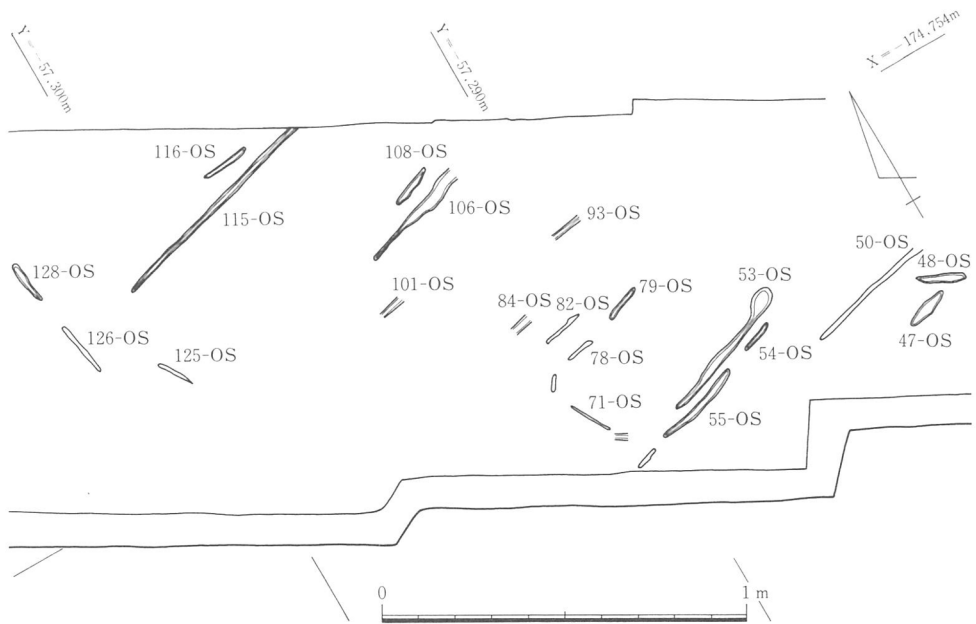 Y=-57.300m
Y=-57.290m
X=-174.754m
116-OS
108-OS
115-OS
106-OS
93-OS
50-OS
128-OS
101-OS
79-OS
53-OS
48-OS
84-OS
82-OS
126-OS
125-OS
78-OS
54-OS
47-OS
71-OS
55-OS
0
1 m